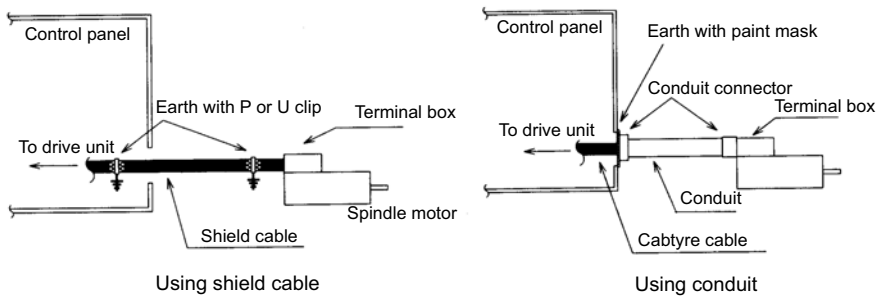 Control panel
Earth with P or U clip
Terminal box
To drive unit
Spindle motor
Shield cable
Using shield cable
Control panel
Earth with paint mask
Conduit connector
Terminal box
To drive unit
Conduit
Cabtyre cable
Using conduit